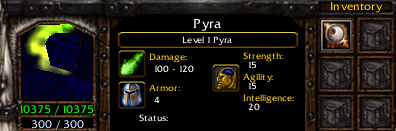 Pyra
Inventory
Level 1 Pyra
Damage:
100 - 120
Armor:
4
Strength:
15
Agility:
15
Intelligence:
20
Status:
10375 / 10375
300 / 300